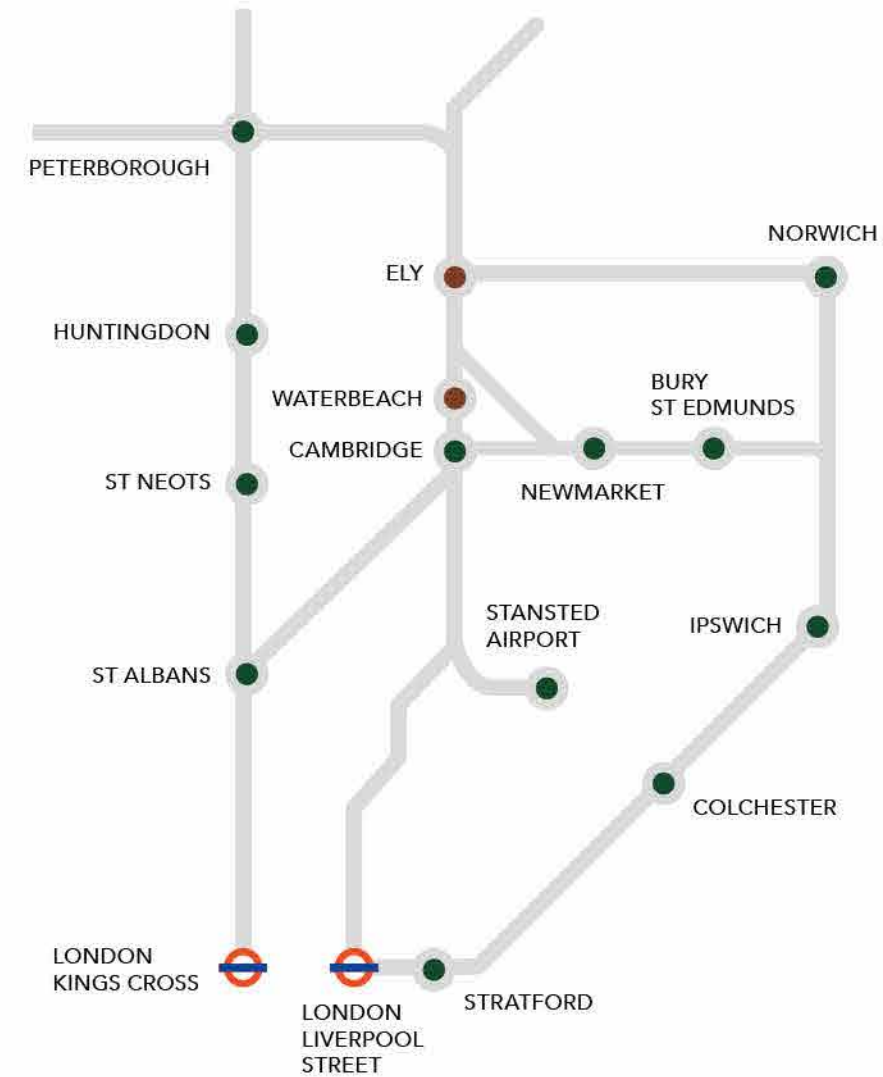 PETERBOROUGH
NORWICH
ELY
HUNTINGDON
BURY
ST EDMUNDS
WATERBEACH
CAMBRIDGE
ST NEOTS
NEWMARKET
STANSTED
AIRPORT
IPSWICH
ST ALBANS
COLCHESTER
LONDON
KINGS CROSS
STRATFORD
LONDON
LIVERPOOL
STREET